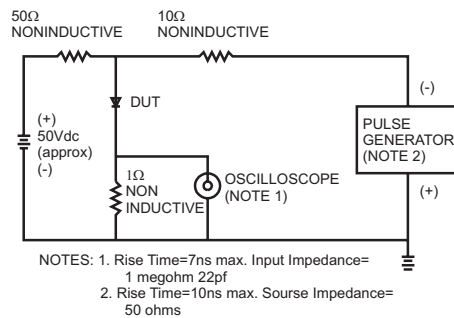 50Ω
NONINDUCTIVE
10Ω
NONINDUCTIVE
(+)
50Vdc
(approx)
(-)
DUT
1Ω
NON
INDUCTIVE
OSCILLOSCOPE
(NOTE 1)
(-)
PULSE
GENERATOR
(NOTE 2)
(+)
NOTES: 1. Rise Time=7ns max. Input Impedance=
1 megohm 22pf
2. Rise Time=10ns max. Sourse Impedance=
50 ohms